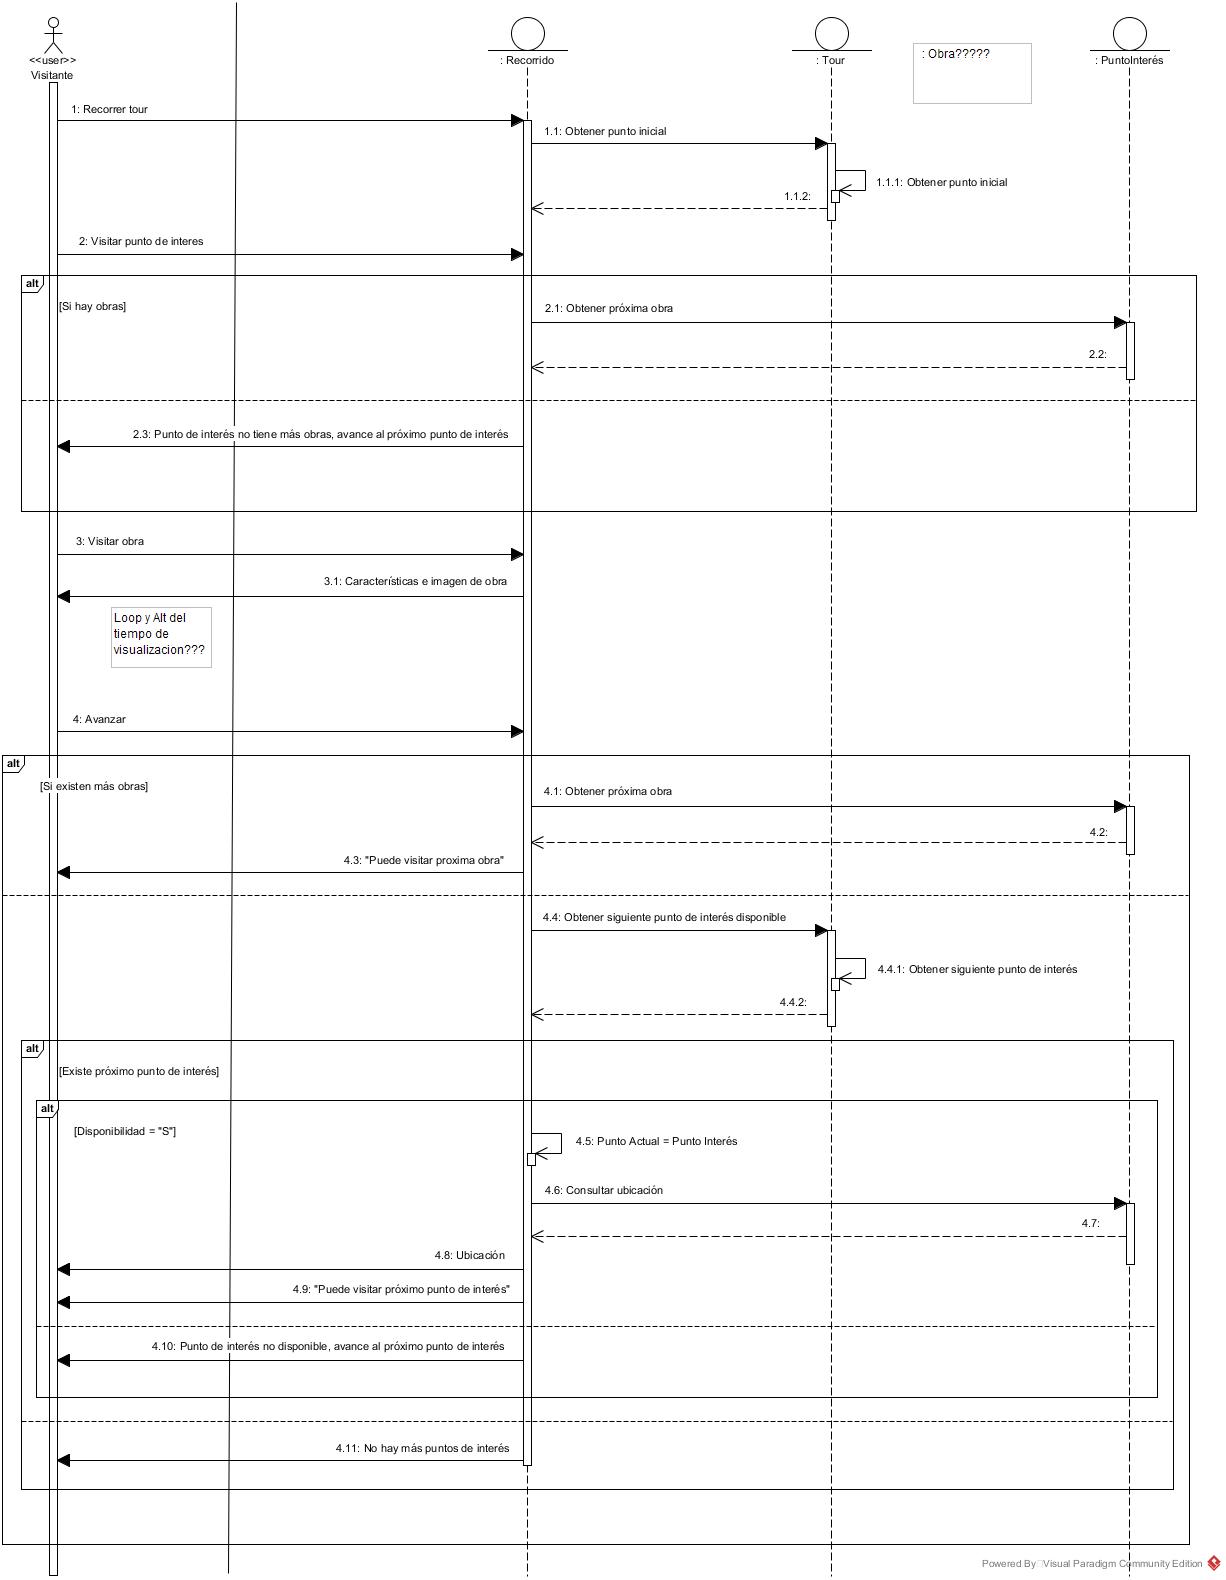 <<user>>
Visitante
: Recorrido
: Tour
: Obra?????
: PuntoInterés
1: Recorrer tour
1.1: Obtener punto inicial
1.1.1: Obtener punto inicial
1.1.2:
2: Visitar punto de interes
alt
[Si hay obras]
2.1: Obtener próxima obra
2.2:
2.3: Punto de interés no tiene más obras, avance al próximo punto de interés
3: Visitar obra
3.1: Características e imagen de obra
Loop y Alt del
tiempo de
visualizacion???
4: Avanzar
alt
[Si existen más obras]
4.1: Obtener próxima obra
4.2:
4.3: "Puede visitar proxima obra"
4.4: Obtener siguiente punto de interés disponible
4.4.1: Obtener siguiente punto de interés
4.4.2:
alt
[Existe próximo punto de interés]
alt
[Disponibilidad = "S"]
4.5: Punto Actual = Punto Interés
4.6: Consultar ubicación
4.7:
4.8: Ubicación
4.9: "Puede visitar próximo punto de interés"
4.10: Punto de interés no disponible, avance al próximo punto de interés
4.11: No hay más puntos de interés
Powered By Visual Paradigm Community Edition